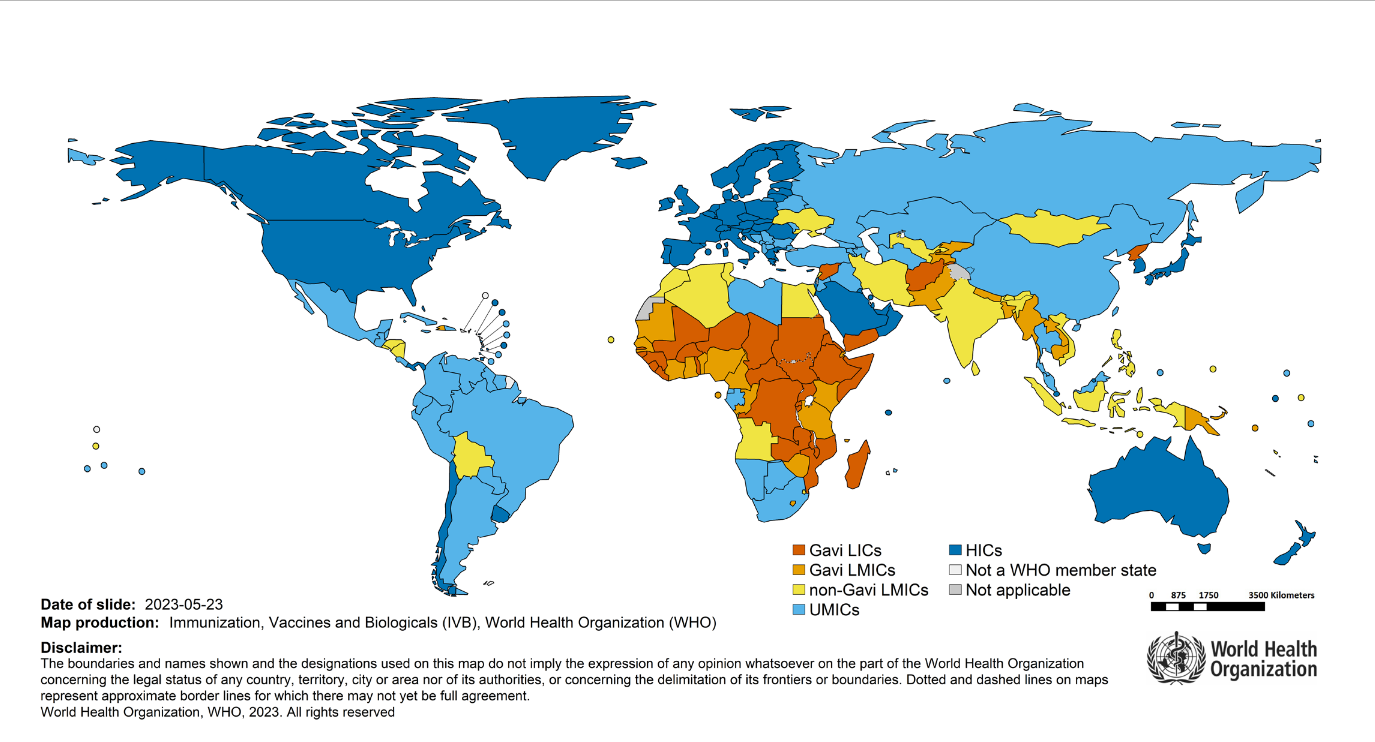 Gavi LICs
Gavi LMICs
non-Gavi LMICs
UMICs
HICs
Not a WHO member state
Not applicable
0 875 1750 3500 Kilometers
Date of slide: 2023-05-23
Map production: Immunization, Vaccines and Biologicals (IVB), World Health Organization (WHO)
Disclaimer:
The boundaries and names shown and the designations used on this map do not imply the expression of any opinion whatsoever on the part of the World Health Organization
concerning the legal status of any country, territory, city or area nor of its authorities, or concerning the delimitation of its frontiers or boundaries. Dotted and dashed lines on maps
represent approximate border lines for which there may not yet be full agreement.
World Health Organization, WHO, 2023. All rights reserved
World Health
Organization